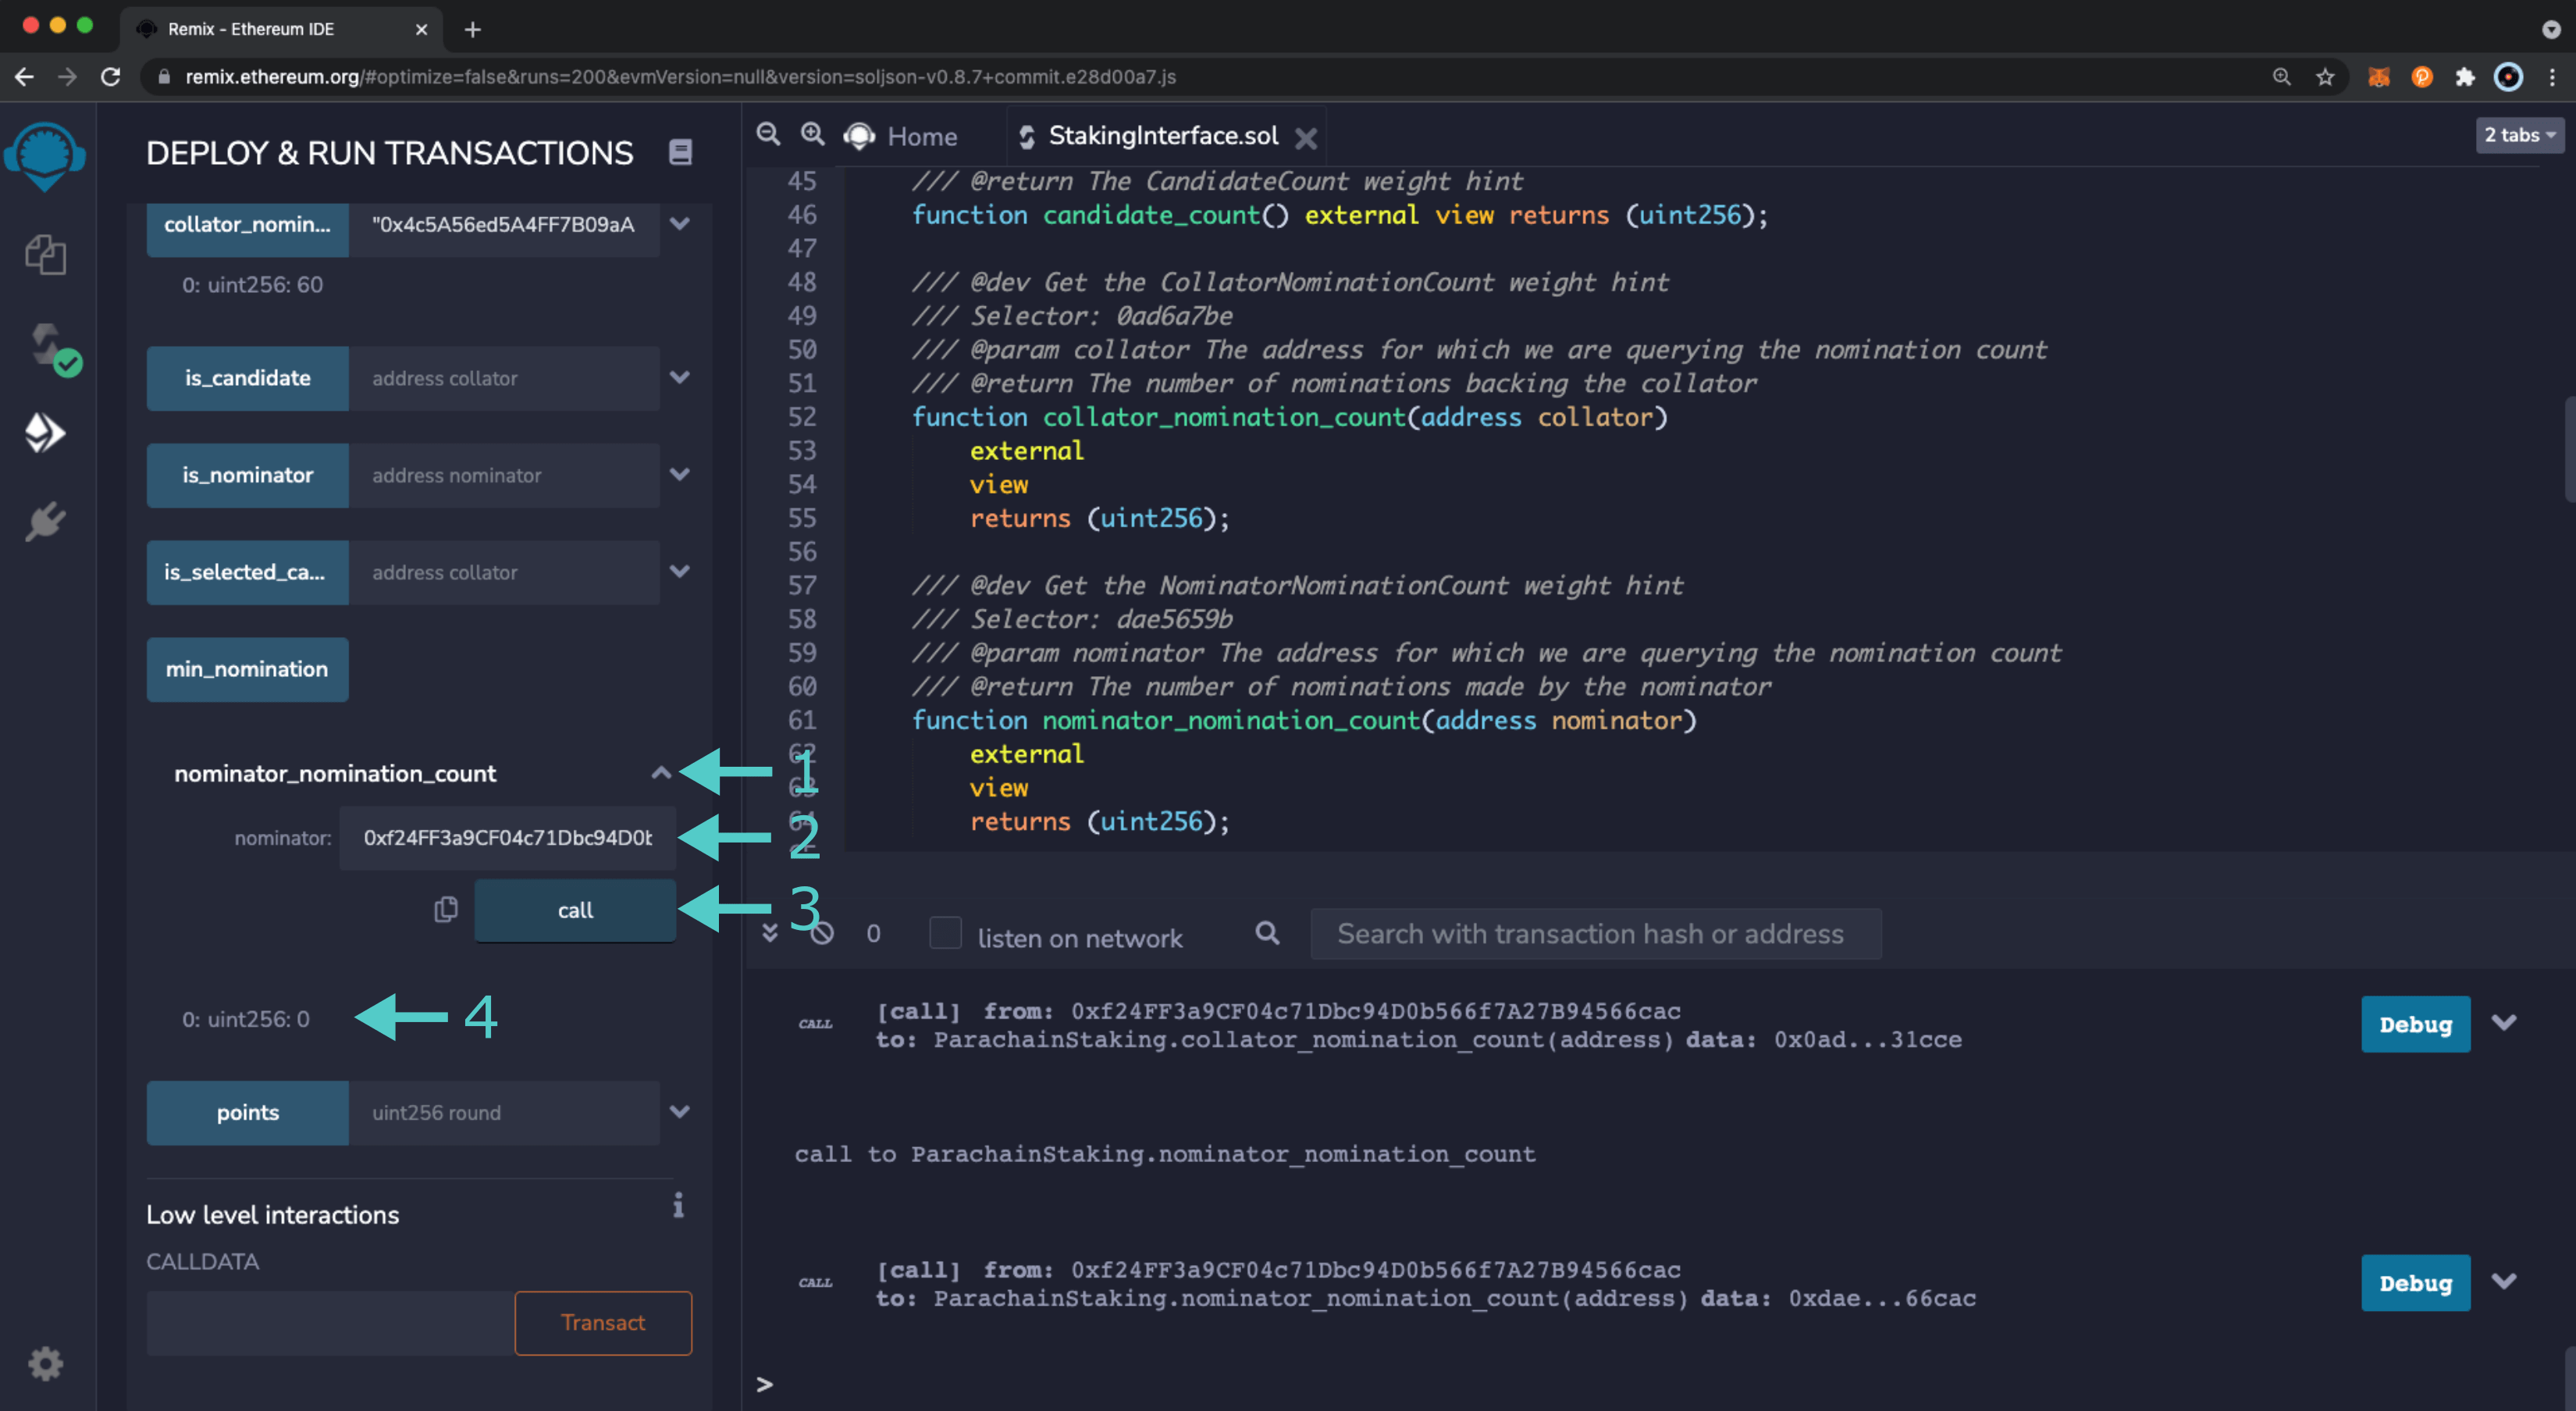 Remix - Ethereum IDE
remix.ethereum.org/#optimize=false&runs=200&evmVersion=null&version=soljson-v0.8.7+commit.e28d00a7.js
DEPLOY & RUN TRANSACTIONS
collator_nomin... "0x4c5A56ed5A4FF7B09aA
0: uint256: 60
is_candidate address collator
is_nominator address nominator
is_selected_ca... address collator
min_nomination
nominator_nomination_count
1
nominator: 0xf24FF3a9CF04c71Dbc94D0b
2
call
3
0: uint256: 0
4
points uint256 round
Low level interactions
CALLDATA
Transact
Home
StakingInterface.sol
2 tabs
45 /// @return The CandidateCount weight hint
46 function candidate_count() external view returns (uint256);
47
48 /// @dev Get the CollatorNominationCount weight hint
49 /// Selector: 0ad6a7be
50 /// @param collator The address for which we are querying the nomination count
51 /// @return The number of nominations backing the collator
52 function collator_nomination_count(address collator)
53 external
54 view
55 returns (uint256);
56
57 /// @dev Get the NominatorNominationCount weight hint
58 /// Selector: dae5659b
59 /// @param nominator The address for which we are querying the nomination count
60 /// @return The number of nominations made by the nominator
61 function nominator_nomination_count(address nominator)
62 external
63 view
64 returns (uint256);
0 listen on network Search with transaction hash or address
CALL [call] from: 0xf24FF3a9CF04c71Dbc94D0b566f7A27B94566cac
to: ParachainStaking.collator_nomination_count(address) data: 0x0ad...31cce
Debug
call to ParachainStaking.nominator_nomination_count
CALL [call] from: 0xf24FF3a9CF04c71Dbc94D0b566f7A27B94566cac
to: ParachainStaking.nominator_nomination_count(address) data: 0xdae...66cac
Debug
>